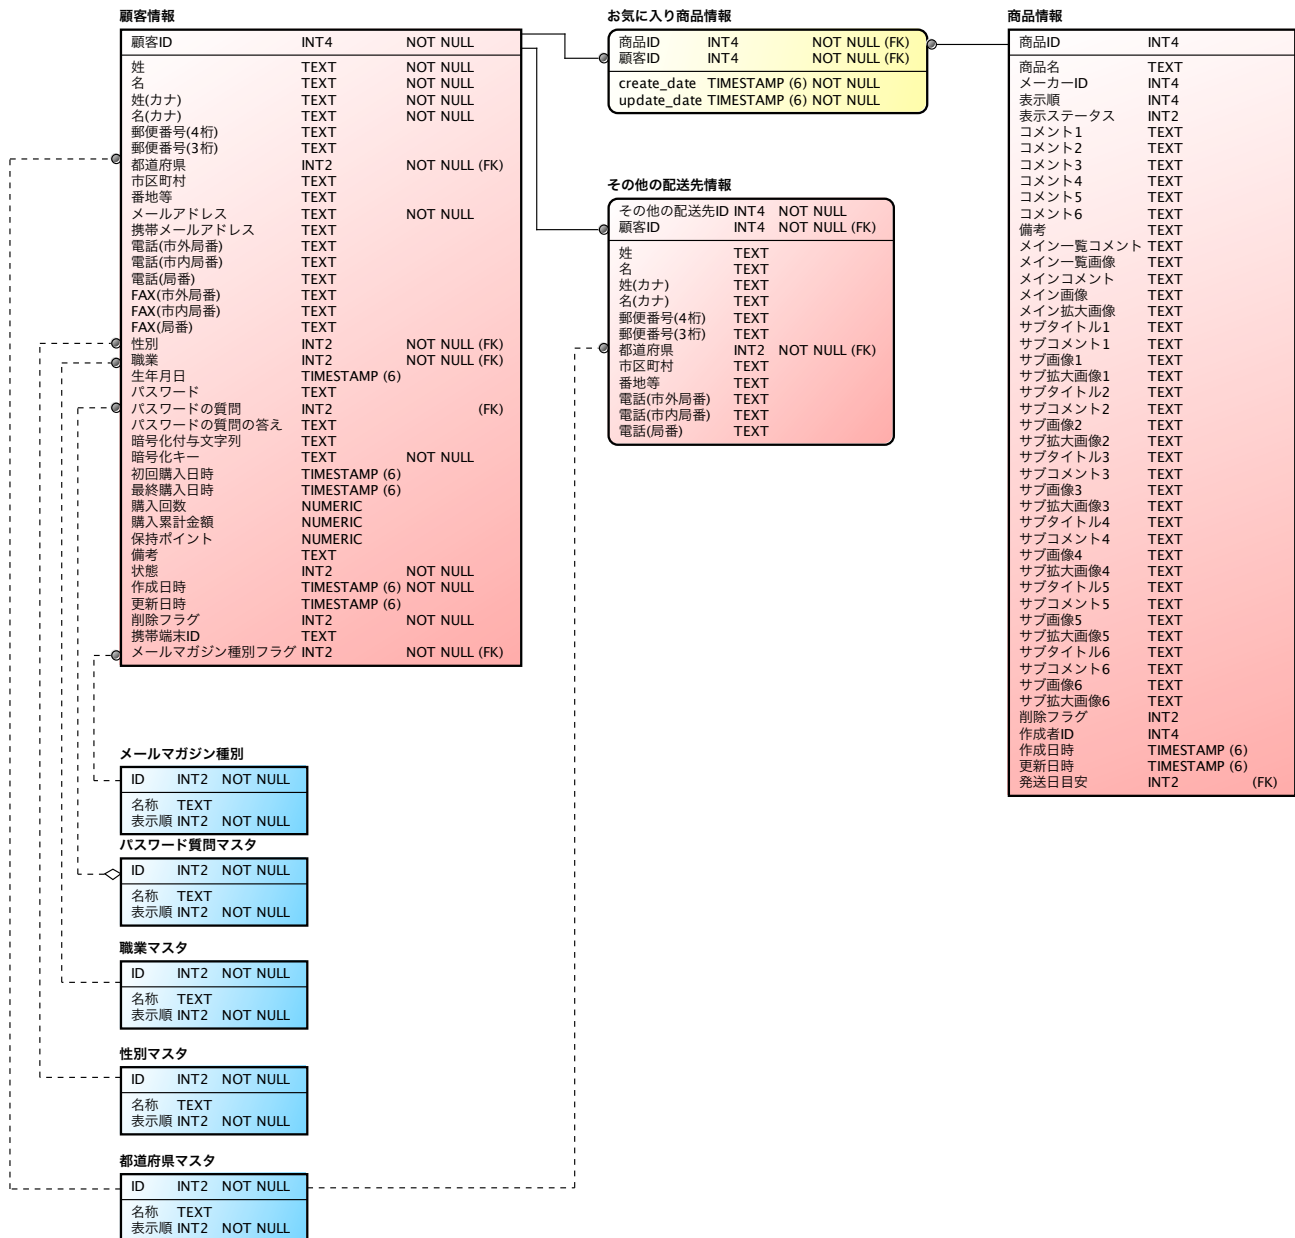 顧客情報
顧客ID INT4 NOT NULL
姓 TEXT NOT NULL
名 TEXT NOT NULL
姓(カナ) TEXT NOT NULL
名(カナ) TEXT NOT NULL
郵便番号(4桁) TEXT
郵便番号(3桁) TEXT
都道府県 INT2 NOT NULL (FK)
市区町村 TEXT
番地等 TEXT
メールアドレス TEXT NOT NULL
携帯メールアドレス TEXT
電話(市外局番) TEXT
電話(市内局番) TEXT
電話(局番) TEXT
FAX(市外局番) TEXT
FAX(市内局番) TEXT
FAX(局番) TEXT
性別 INT2 NOT NULL (FK)
職業 INT2 NOT NULL (FK)
生年月日 TIMESTAMP (6)
パスワード TEXT
パスワードの質問 INT2 (FK)
パスワードの質問の答え TEXT
暗号化付与文字列 TEXT
暗号化キー TEXT NOT NULL
初回購入日時 TIMESTAMP (6)
最終購入日時 TIMESTAMP (6)
購入回数 NUMERIC
購入累計金額 NUMERIC
保持ポイント NUMERIC
備考 TEXT
状態 INT2 NOT NULL
作成日時 TIMESTAMP (6) NOT NULL
更新日時 TIMESTAMP (6)
削除フラグ INT2 NOT NULL
携帯端末ID TEXT
メールマガジン種別フラグ INT2 NOT NULL (FK)
お気に入り商品情報
商品ID INT4 NOT NULL (FK)
顧客ID INT4 NOT NULL (FK)
create_date TIMESTAMP (6) NOT NULL
update_date TIMESTAMP (6) NOT NULL
その他の配送先情報
その他の配送先ID INT4 NOT NULL
顧客ID INT4 NOT NULL (FK)
姓 TEXT
名 TEXT
姓(カナ) TEXT
名(カナ) TEXT
郵便番号(4桁) TEXT
郵便番号(3桁) TEXT
都道府県 INT2 NOT NULL (FK)
市区町村 TEXT
番地等 TEXT
電話(市外局番) TEXT
電話(市内局番) TEXT
電話(局番) TEXT
商品情報
商品ID INT4
商品名 TEXT
メーカーID INT4
表示順 INT4
表示ステータス INT2
コメント1 TEXT
コメント2 TEXT
コメント3 TEXT
コメント4 TEXT
コメント5 TEXT
コメント6 TEXT
備考 TEXT
メイン一覧コメント TEXT
メイン一覧画像 TEXT
メインコメント TEXT
メイン画像 TEXT
メイン拡大画像 TEXT
サブタイトル1 TEXT
サブコメント1 TEXT
サブ画像1 TEXT
サブ拡大画像1 TEXT
サブタイトル2 TEXT
サブコメント2 TEXT
サブ画像2 TEXT
サブ拡大画像2 TEXT
サブタイトル3 TEXT
サブコメント3 TEXT
サブ画像3 TEXT
サブ拡大画像3 TEXT
サブタイトル4 TEXT
サブコメント4 TEXT
サブ画像4 TEXT
サブ拡大画像4 TEXT
サブタイトル5 TEXT
サブコメント5 TEXT
サブ画像5 TEXT
サブ拡大画像5 TEXT
サブタイトル6 TEXT
サブコメント6 TEXT
サブ画像6 TEXT
サブ拡大画像6 TEXT
削除フラグ INT2
作成者ID INT4
作成日時 TIMESTAMP (6)
更新日時 TIMESTAMP (6)
発送日目安 INT2 (FK)
メールマガジン種別
ID INT2 NOT NULL
名称 TEXT
表示順 INT2 NOT NULL
パスワード質問マスタ
ID INT2 NOT NULL
名称 TEXT
表示順 INT2 NOT NULL
職業マスタ
ID INT2 NOT NULL
名称 TEXT
表示順 INT2 NOT NULL
性別マスタ
ID INT2 NOT NULL
名称 TEXT
表示順 INT2 NOT NULL
都道府県マスタ
ID INT2 NOT NULL
名称 TEXT
表示順 INT2 NOT NULL